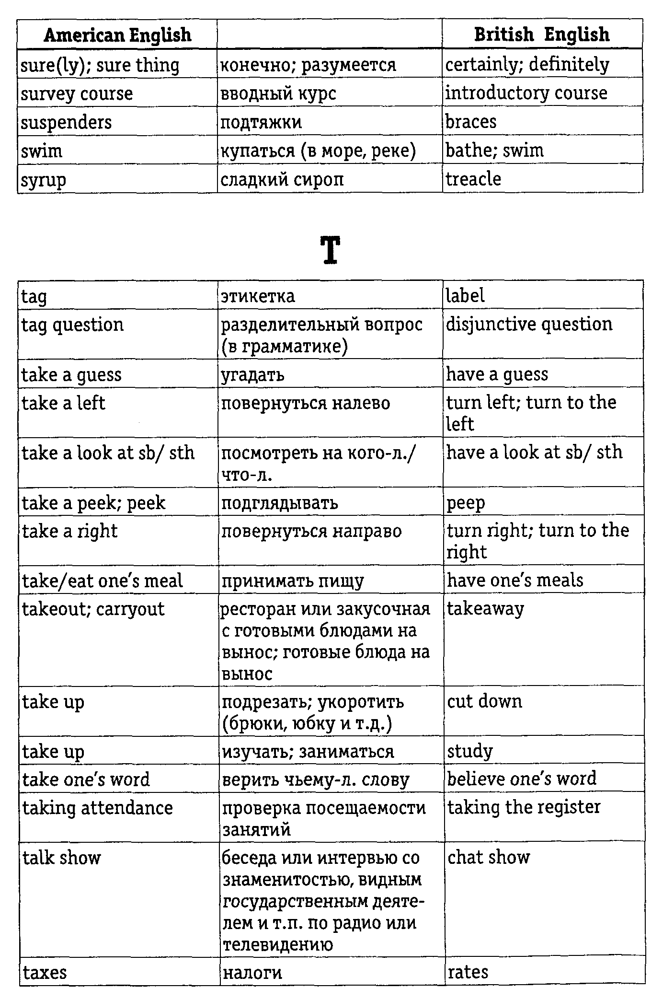 American English British English
sure(ly); sure thing конечно; разумеется certainly; definitely
survey course вводный курс introductory course
suspenders подтяжки braces
swim купаться (в море, реке) bathe; swim
syrup сладкий сироп treacle
T
tag этикетка label
tag question разделительный вопрос disjunctive question
(в грамматике)
take a guess угадать have a guess
take a left повернуться налево turn left; turn to the
left
take a look at sb/ sth посмотреть на кого-л./ have a look at sb/ sth
что-л.
take a peek; peek подглядывать peep
take a right повернуться направо turn right; turn to the
right
take/eat one's meal принимать пищу have one's meals
takeout; carryout ресторан или закусочная takeaway
с готовыми блюдами на
вынос; готовые блюда на
вынос
take up подрезать; укоротить cut down
(брюки, юбку и т.д.)
take up изучать; заниматься study
take one's word верить чьему-л. слову believe one's word
taking attendance проверка посещаемости taking the register
занятий
talk show беседа или интервью со chat show
знаменитостью, видным
государственным деяте-
лем и т.п. по радио или
телевидению
taxes налоги rates